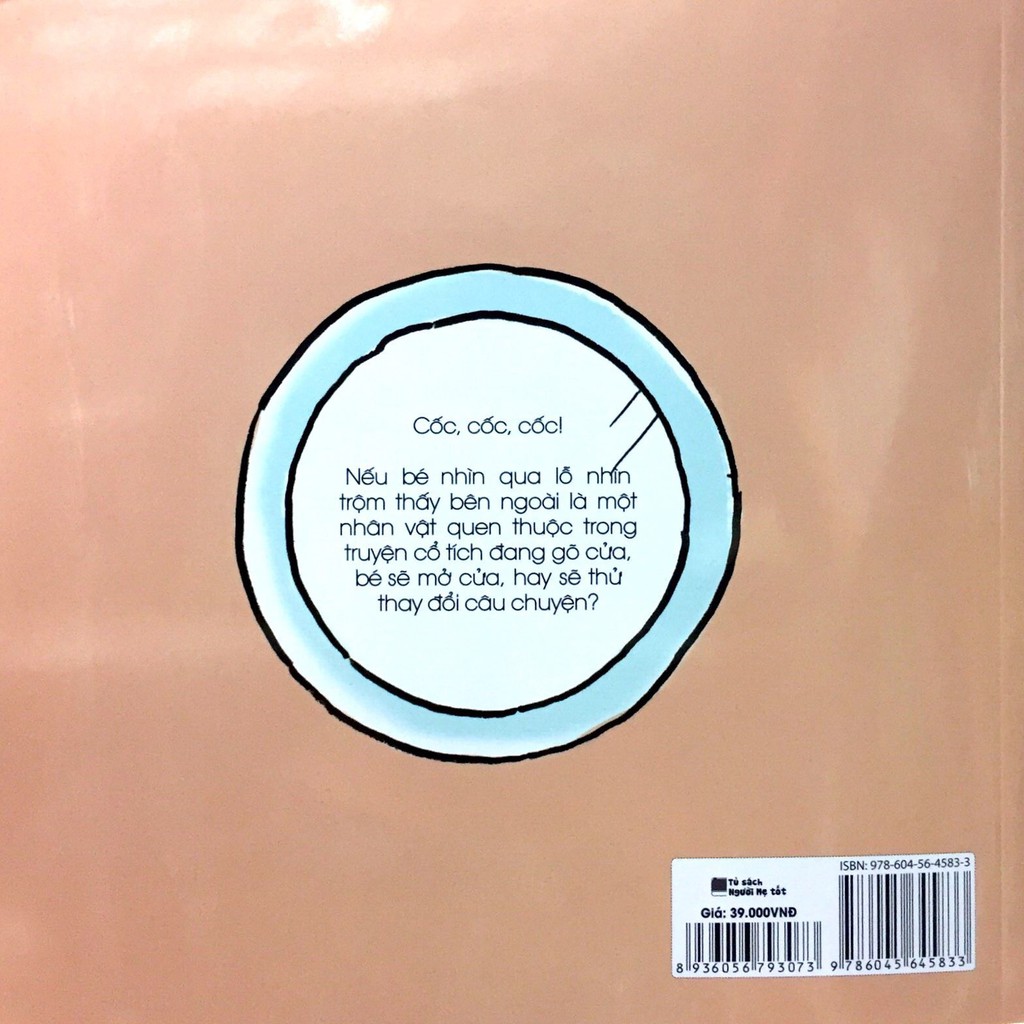 Cốc, cốc, cốc!
Nếu bé nhìn qua lỗ nhìn
trộm thấy bên ngoài là một
nhân vật quen thuộc trong
truyện cổ tích đang gõ cửa,
bé sẽ mở cửa, hay sẽ thử
thay đổi câu chuyện?
ISBN: 978-604-56-4583-3
Tủ sách
Người Mẹ tốt
Giá: 39.000VNĐ
8 936056 793073
9 786045 645833